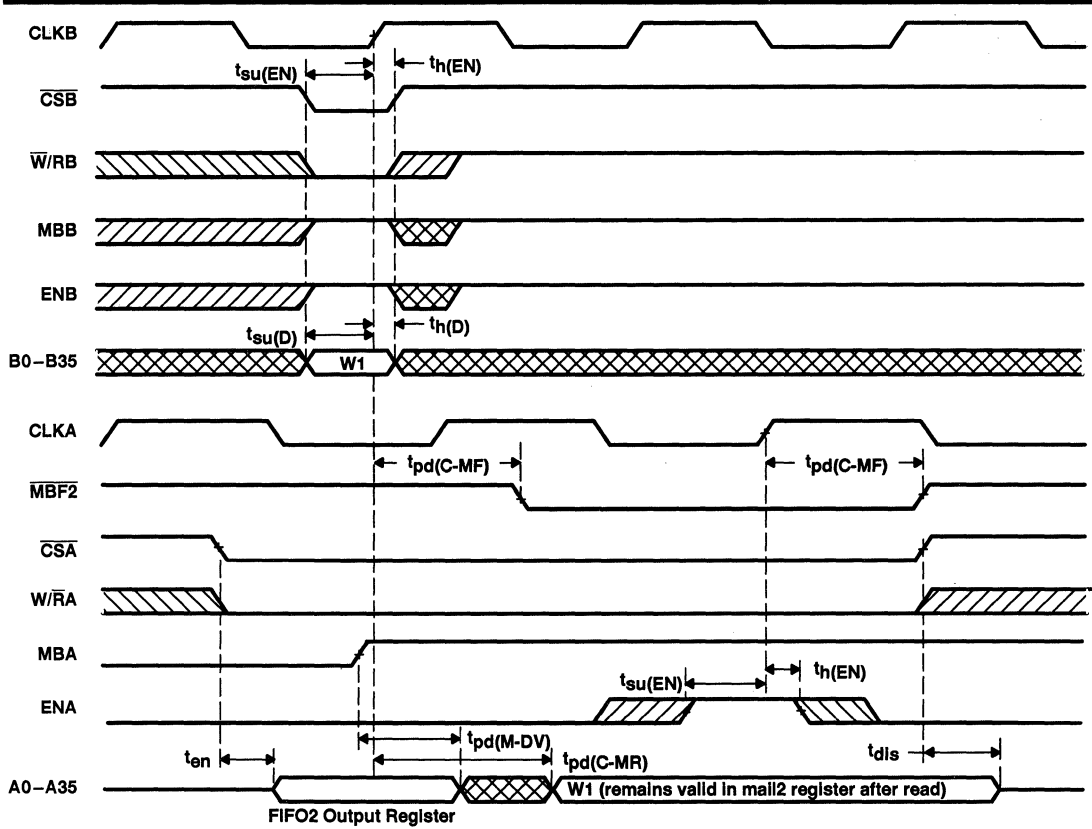 CLKB
tsu(EN)
th(EN)
CSB
W/RB
MBB
ENB
tsu(D)
th(D)
B0–B35
W1
CLKA
tpd(C-MF)
tpd(C-MF)
MBF2
CSA
W/RA
MBA
tsu(EN)
th(EN)
ENA
tpd(M-DV)
ten
tpd(C-MR)
tdis
A0–A35
W1 (remains valid in mail2 register after read)
FIFO2 Output Register